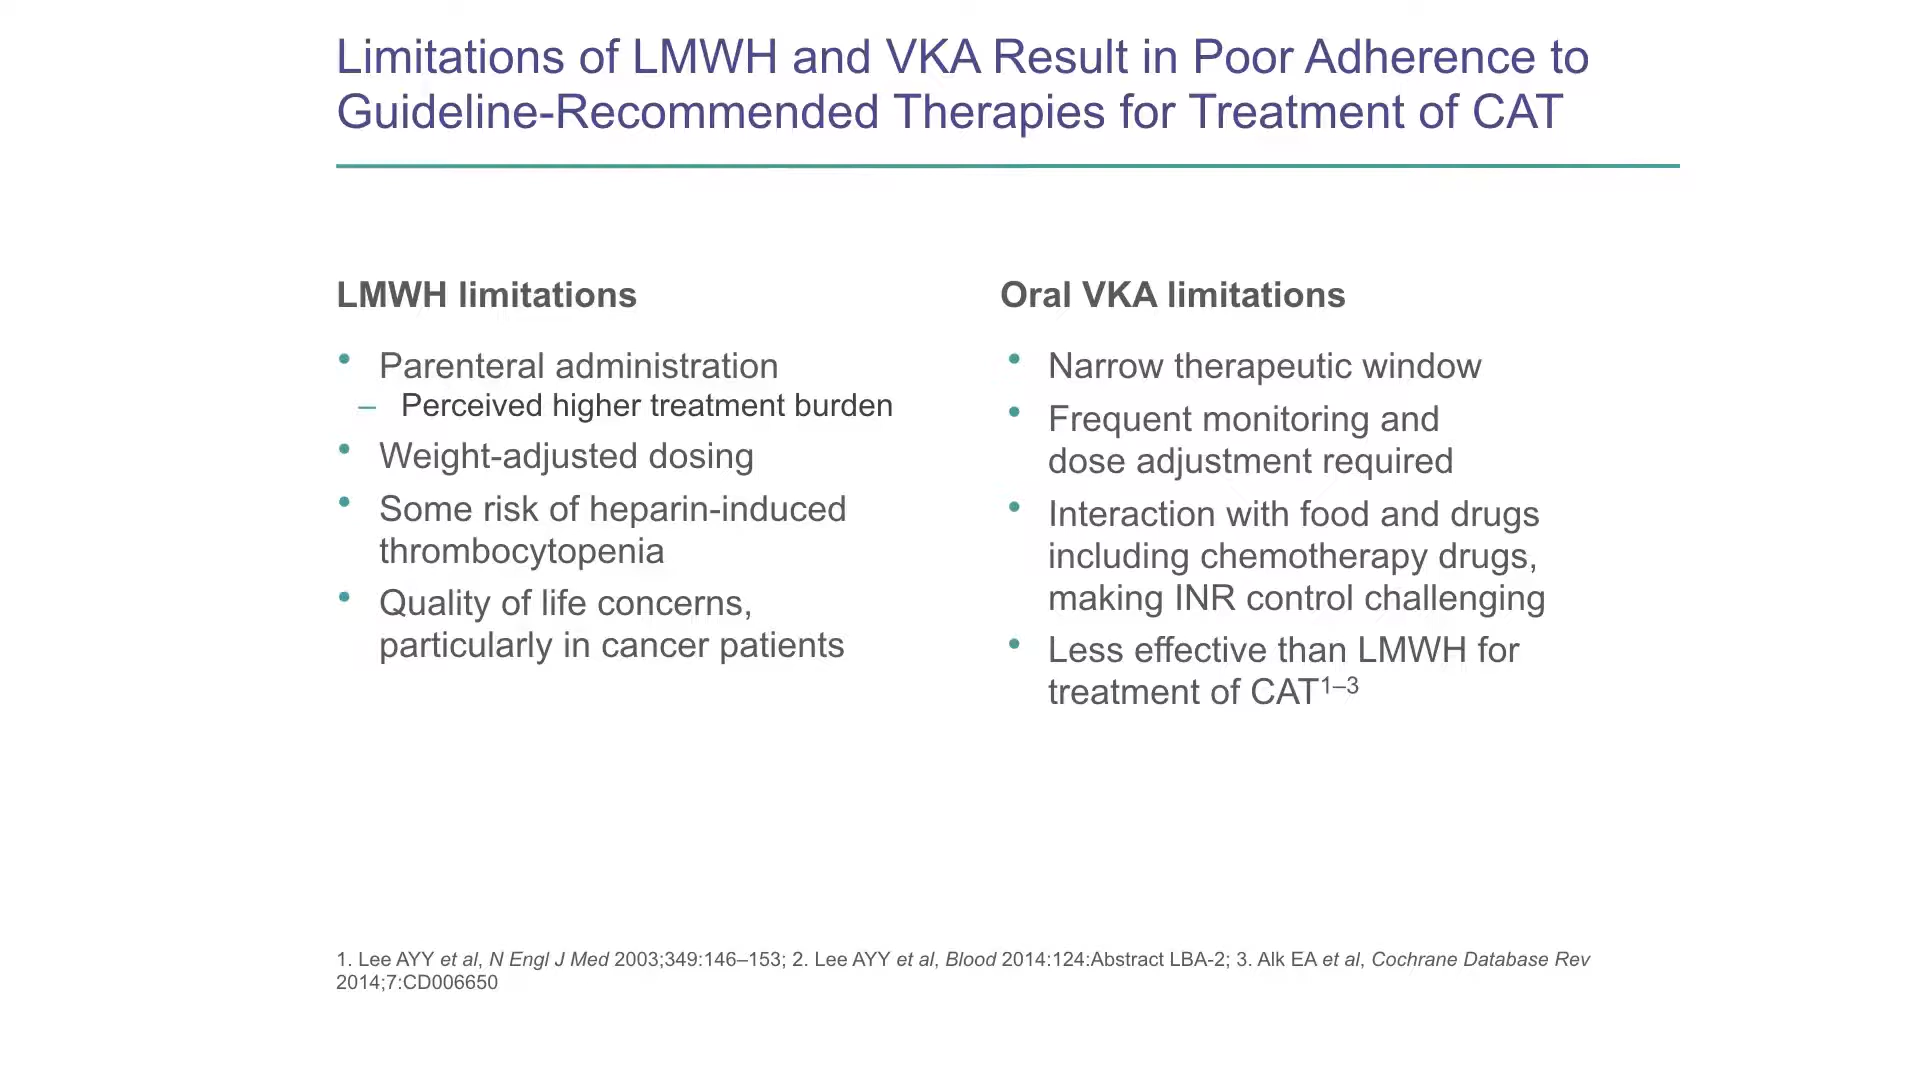 Limitations of LMWH and VKA Result in Poor Adherence to
Guideline-Recommended Therapies for Treatment of CAT
LMWH limitations
• Parenteral administration
– Perceived higher treatment burden
• Weight-adjusted dosing
• Some risk of heparin-induced
thrombocytopenia
• Quality of life concerns,
particularly in cancer patients
Oral VKA limitations
• Narrow therapeutic window
• Frequent monitoring and
dose adjustment required
• Interaction with food and drugs
including chemotherapy drugs,
making INR control challenging
• Less effective than LMWH for
treatment of CAT¹–³
1. Lee AYY et al, N Engl J Med 2003;349:146–153; 2. Lee AYY et al, Blood 2014:124:Abstract LBA-2; 3. Alk EA et al, Cochrane Database Rev
2014;7:CD006650